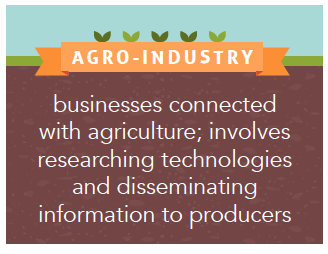 AGRO-INDUSTRY
businesses connected
with agriculture; involves
researching technologies
and disseminating
information to producers